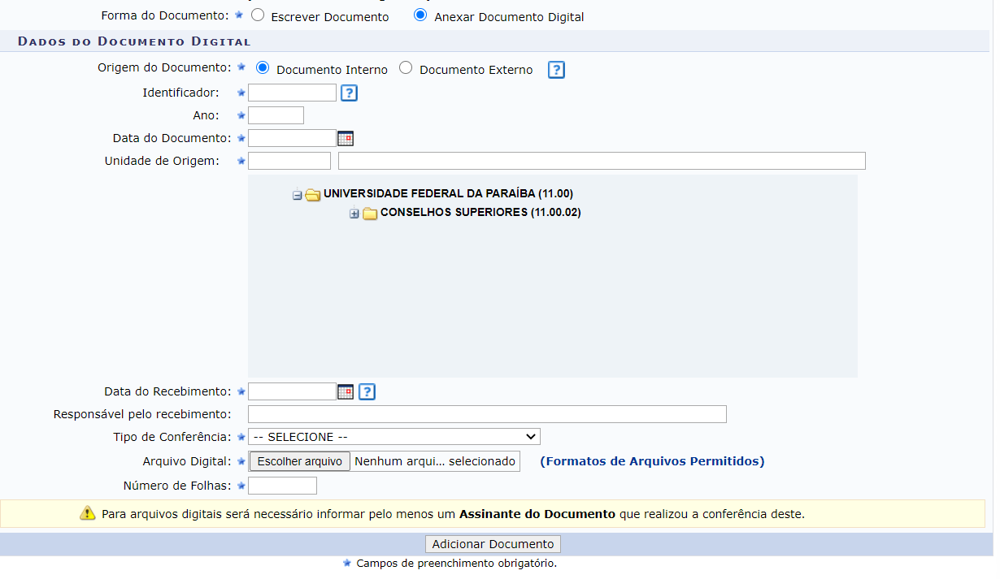 Forma do Documento: Escrever Documento Anexar Documento Digital
DADOS DO DOCUMENTO DIGITAL
Origem do Documento: Documento Interno Documento Externo ?
Identificador: ?
Ano:
Data do Documento:
Unidade de Origem:
UNIVERSIDADE FEDERAL DA PARAÍBA (11.00)
CONSELHOS SUPERIORES (11.00.02)
Data do Recebimento: ?
Responsável pelo recebimento:
Tipo de Conferência: -- SELECIONE --
Arquivo Digital: Escolher arquivo Nenhum arqui... selecionado (Formatos de Arquivos Permitidos)
Número de Folhas:
Para arquivos digitais será necessário informar pelo menos um Assinante do Documento que realizou a conferência deste.
Adicionar Documento
Campos de preenchimento obrigatório.